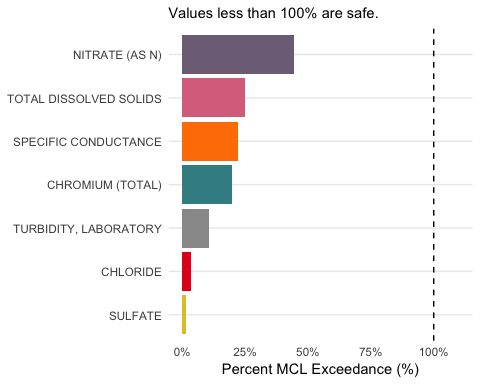 Values less than 100% are safe.
NITRATE (AS N)
TOTAL DISSOLVED SOLIDS
SPECIFIC CONDUCTANCE
CHROMIUM (TOTAL)
TURBIDITY, LABORATORY
CHLORIDE
SULFATE
0% 25% 50% 75% 100%
Percent MCL Exceedance (%)